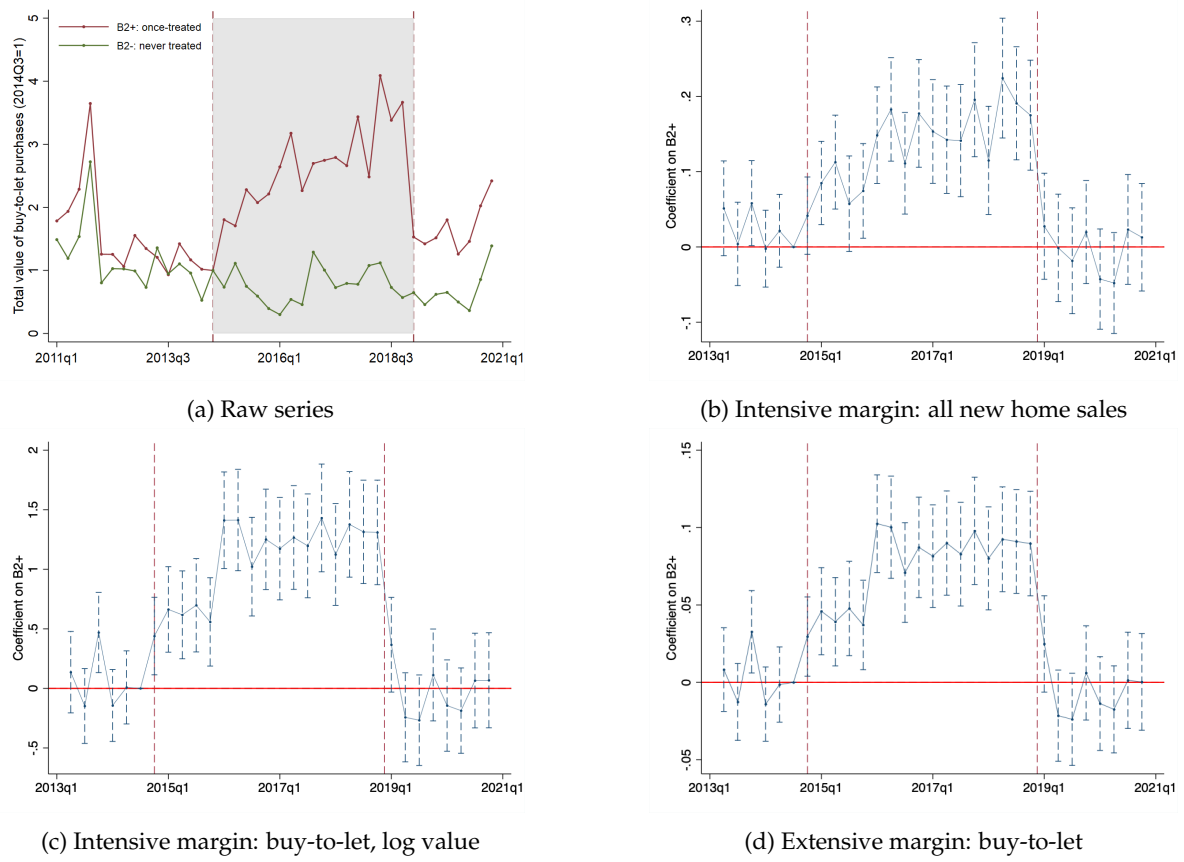 Total value of buy-to-let purchases (2014Q3=1)
5
4
3
2
1
0
B2+: once-treated
B2-: never treated
2011q1 2013q3 2016q1 2018q3 2021q1
(a) Raw series
Coefficient on B2+
.3
.2
.1
0
-.1
2013q1 2015q1 2017q1 2019q1 2021q1
(b) Intensive margin: all new home sales
Coefficient on B2+
2
1.5
1
.5
0
-.5
2013q1 2015q1 2017q1 2019q1 2021q1
(c) Intensive margin: buy-to-let, log value
Coefficient on B2+
.15
.1
.05
0
-.05
2013q1 2015q1 2017q1 2019q1 2021q1
(d) Extensive margin: buy-to-let